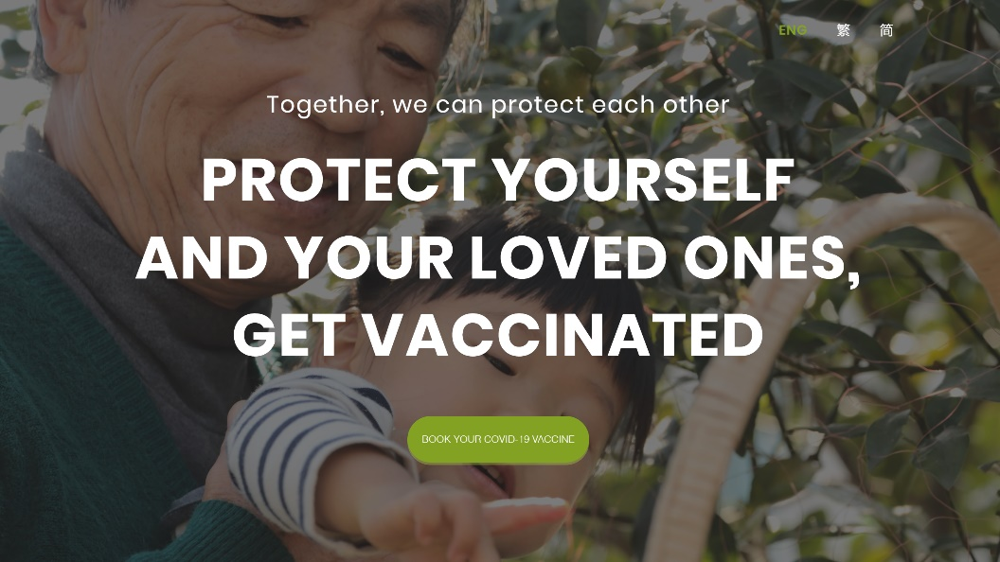 ENG 繁 简
Together, we can protect each other
PROTECT YOURSELF
AND YOUR LOVED ONES,
GET VACCINATED
BOOK YOUR COVID-19 VACCINE